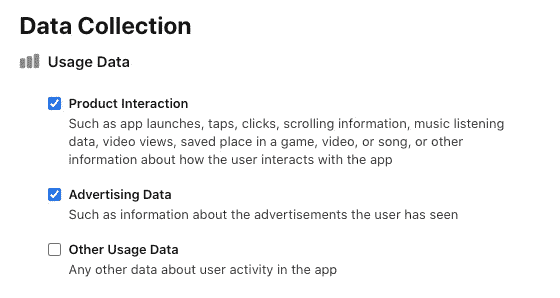 Data Collection
Usage Data
Product Interaction
Such as app launches, taps, clicks, scrolling information, music listening
data, video views, saved place in a game, video, or song, or other
information about how the user interacts with the app
Advertising Data
Such as information about the advertisements the user has seen
Other Usage Data
Any other data about user activity in the app